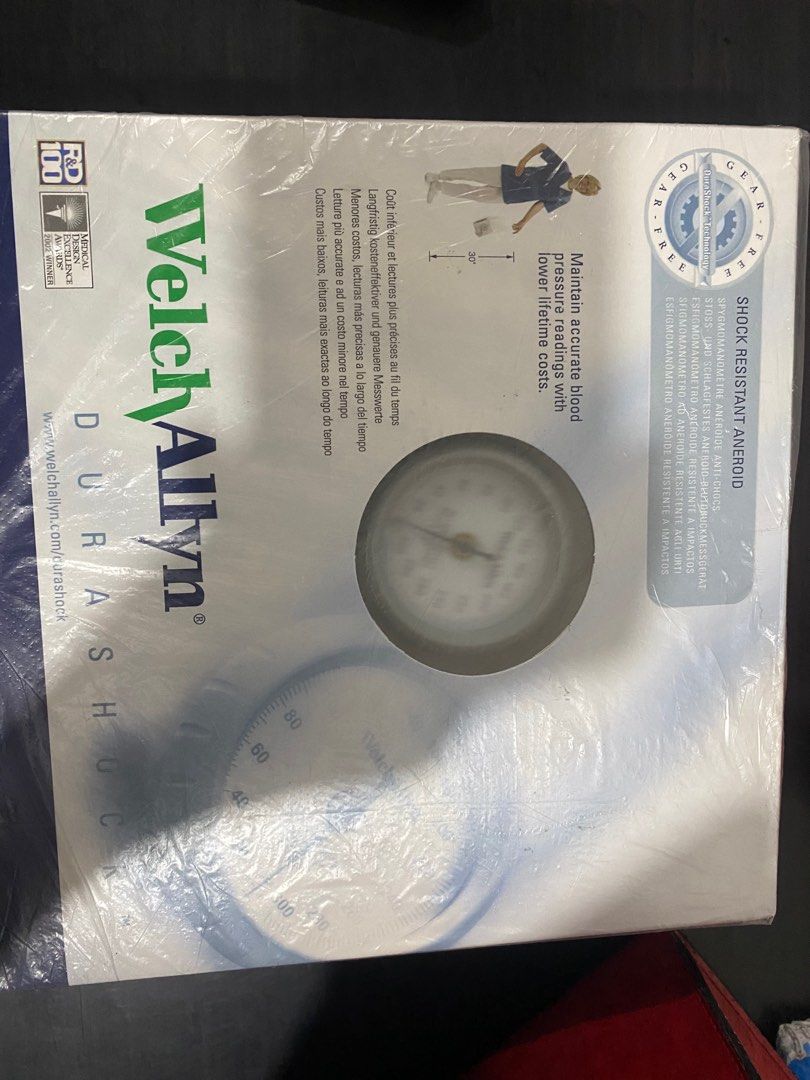 GEAR-FREE
DuraShock technology
GEAR-FREE
SHOCK RESISTANT ANEROID
SPYGMOMANOMÈTRE ANÉROÏDE ANTI-CHOCS
STOSS- UND SCHLAGFESTES ANEROID-BLUTDRUCKMESSGERÄT
ESFIGMOMANOMETRO ANEROIDE RESISTENTE A IMPACTOS
SFIGMOMANOMETRO AD ANEROIDE RESISTENTE AGLI URTI
ESFIGMOMANÔMETRO ANERÓIDE RESISTENTE A IMPACTOS
Maintain accurate blood
pressure readings with
lower lifetime costs.
30"
Coût inférieur et lectures plus précises au fil du temps
Langfristig kosteneffektiver und genauere Messwerte
Menores costos, lecturas más precisas a lo largo del tiempo
Letture più accurate e ad un costo minore nel tempo
Custos mais baixos, leituras mais exactas ao longo do tempo
80
60
40
WelchAllyn®
DURASHOCK™
www.welchallyn.com/durashock
R&D
100
MEDICAL
DESIGN
EXCELLENCE
AWARDS
2002 WINNER